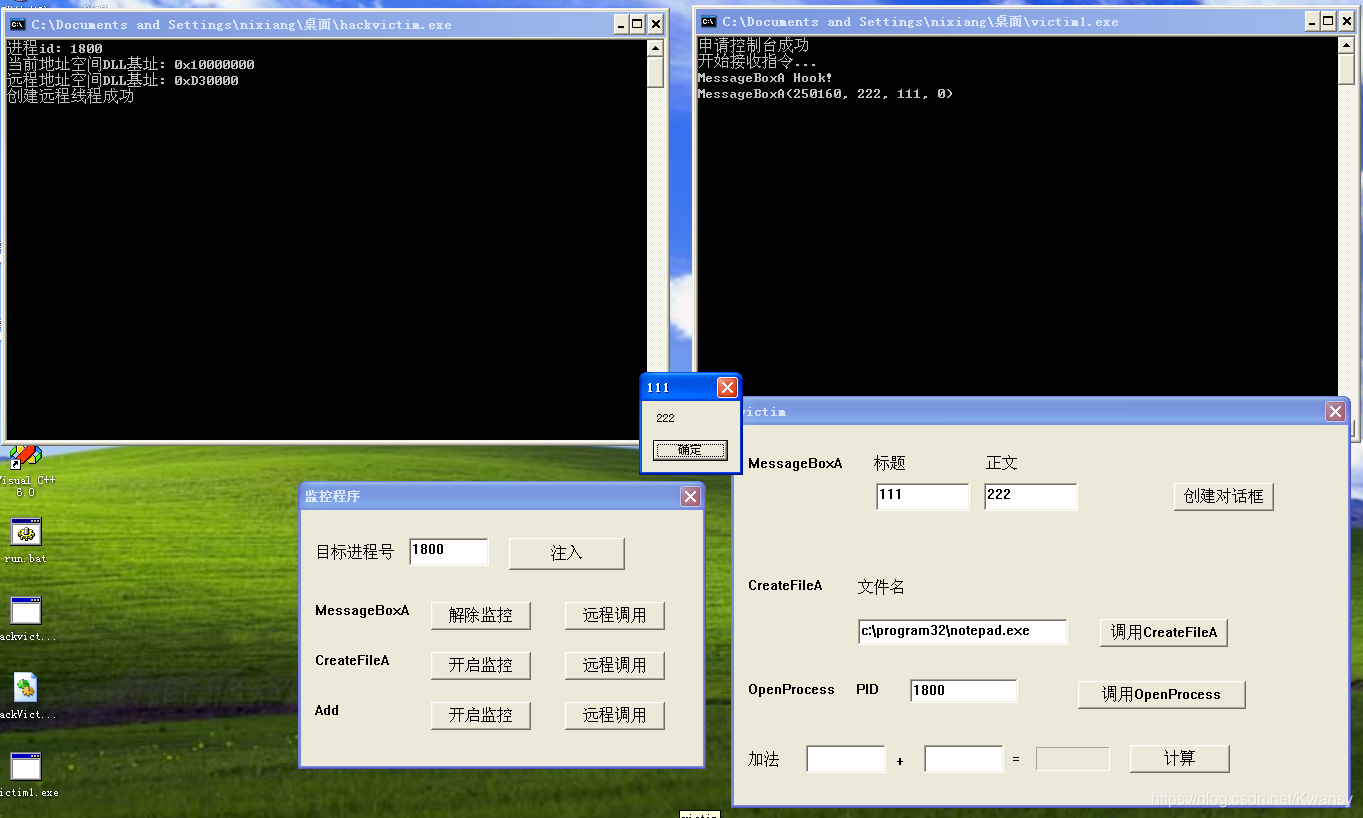 C:\Documents and Settings\nixiang\桌面\hackvictim.exe
进程id: 1800
当前地址空间DLL基址: 0x10000000
远程地址空间DLL基址: 0xD30000
创建远程线程成功
C:\Documents and Settings\nixiang\桌面\victim1.exe
申请控制台成功
开始接收指令...
MessageBoxA Hook!
MessageBoxA(250160, 222, 111, 0)
111
222
确定
victim
MessageBoxA 标题 正文
111 222 创建对话框
CreateFileA 文件名
c:\program32\notepad.exe 调用CreateFileA
OpenProcess PID 1800 调用OpenProcess
加法 + = 计算
监控程序
目标进程号 1800 注入
MessageBoxA 解除监控 远程调用
CreateFileA 开启监控 远程调用
Add 开启监控 远程调用
Visual C++
6.0
run.bat
ackvict...
ackVict...
ictim1.exe
https://blog.csdn.net/Kwansy